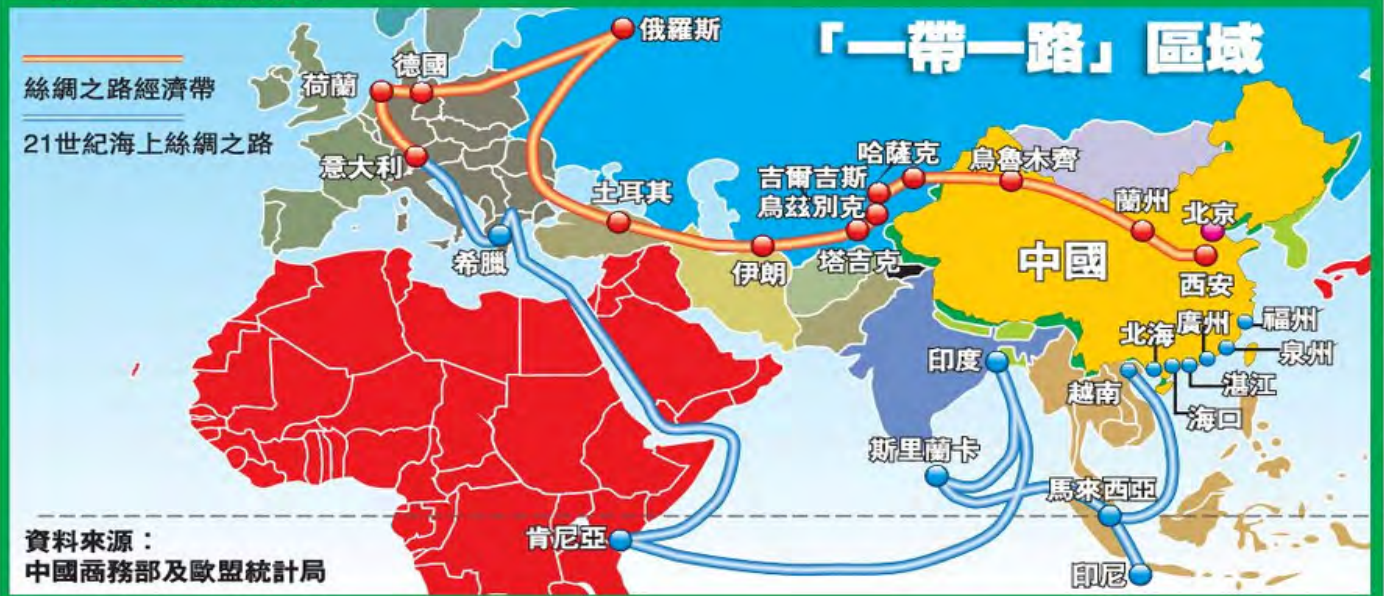 「一帶一路」區域
絲綢之路經濟帶
21世紀海上絲綢之路
俄羅斯
德國
荷蘭
意大利
希臘
土耳其
伊朗
哈薩克
吉爾吉斯
烏茲別克
塔吉克
烏魯木齊
蘭州
北京
中國
西安
福州
廣州
北海
泉州
湛江
海口
越南
印度
斯里蘭卡
馬來西亞
肯尼亞
印尼
資料來源：
中國商務部及歐盟統計局